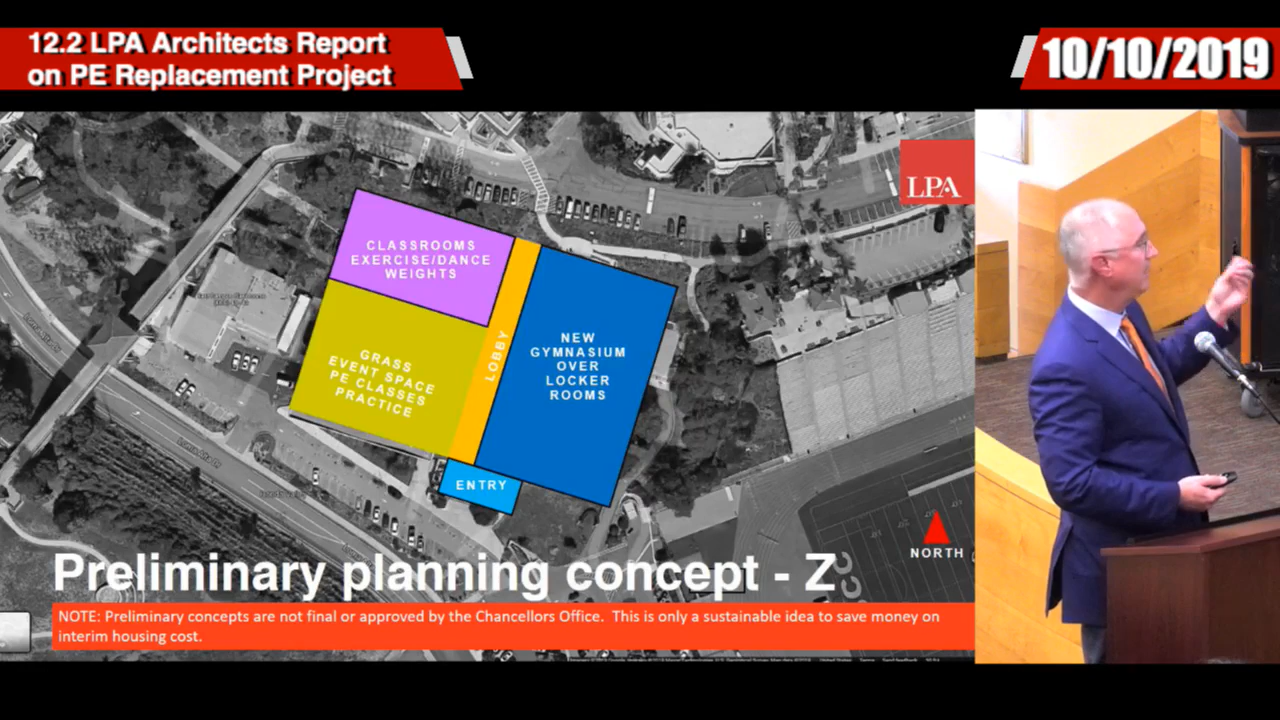 12.2 LPA Architects Report
on PE Replacement Project
10/10/2019
LPA
CLASSROOMS
EXERCISE/DANCE
WEIGHTS
GRASS
EVENT SPACE
PE CLASSES
PRACTICE
LOBBY
NEW
GYMNASIUM
OVER
LOCKER
ROOMS
ENTRY
NORTH
Preliminary planning concept - Z
NOTE: Preliminary concepts are not final or approved by the Chancellors Office. This is only a sustainable idea to save money on
interim housing cost.